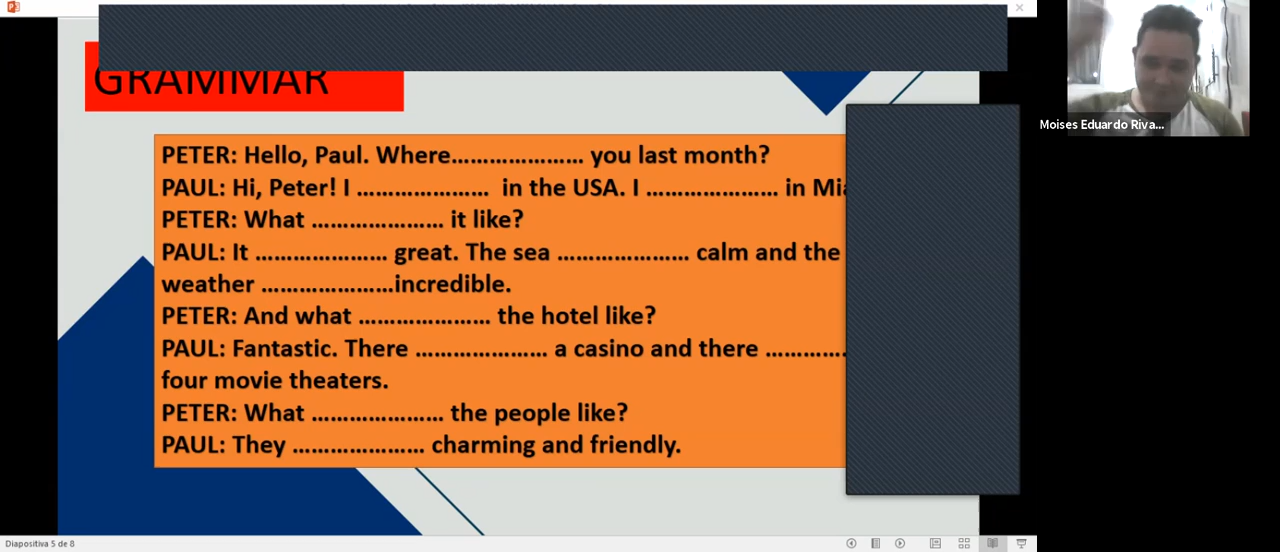 GRAMMAR
PETER: Hello, Paul. Where………………… you last month?
PAUL: Hi, Peter! I ………………… in the USA. I ………………… in
PETER: What ………………… it like?
PAUL: It ………………… great. The sea ………………… calm and the
weather …………………incredible.
PETER: And what ………………… the hotel like?
PAUL: Fantastic. There ………………… a casino and there …………
four movie theaters.
PETER: What ………………… the people like?
PAUL: They ………………… charming and friendly.
Moises Eduardo Riva...
Diapositiva 5 de 8